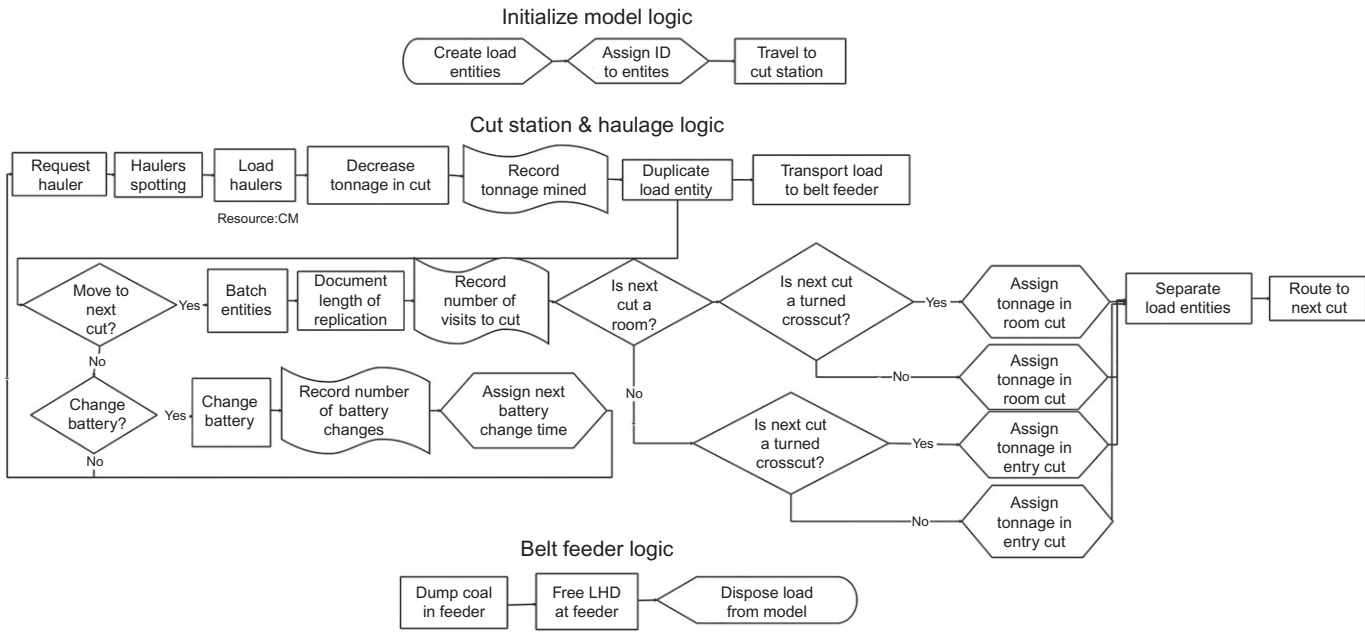 Initialize model logic
Create load
entities
Assign ID
to entites
Travel to
cut station
Cut station & haulage logic
Request
hauler
Haulers
spotting
Load
haulers
Decrease
tonnage in cut
Record
tonnage mined
Duplicate
load entity
Transport load
to belt feeder
Resource:CM
Move to
next
cut?
Yes
Batch
entities
Document
length of
replication
Record
number of
visits to cut
Is next
cut a
room?
Is next cut
a turned
crosscut?
Yes
Assign
tonnage in
room cut
Separate
load entities
Route to
next cut
No
No
Assign
tonnage in
room cut
No
Change
battery?
Yes
Change
battery
Record number
of battery
changes
Assign next
battery
change time
No
Is next cut
a turned
crosscut?
Yes
Assign
tonnage in
entry cut
No
Assign
tonnage in
entry cut
Belt feeder logic
Dump coal
in feeder
Free LHD
at feeder
Dispose load
from model